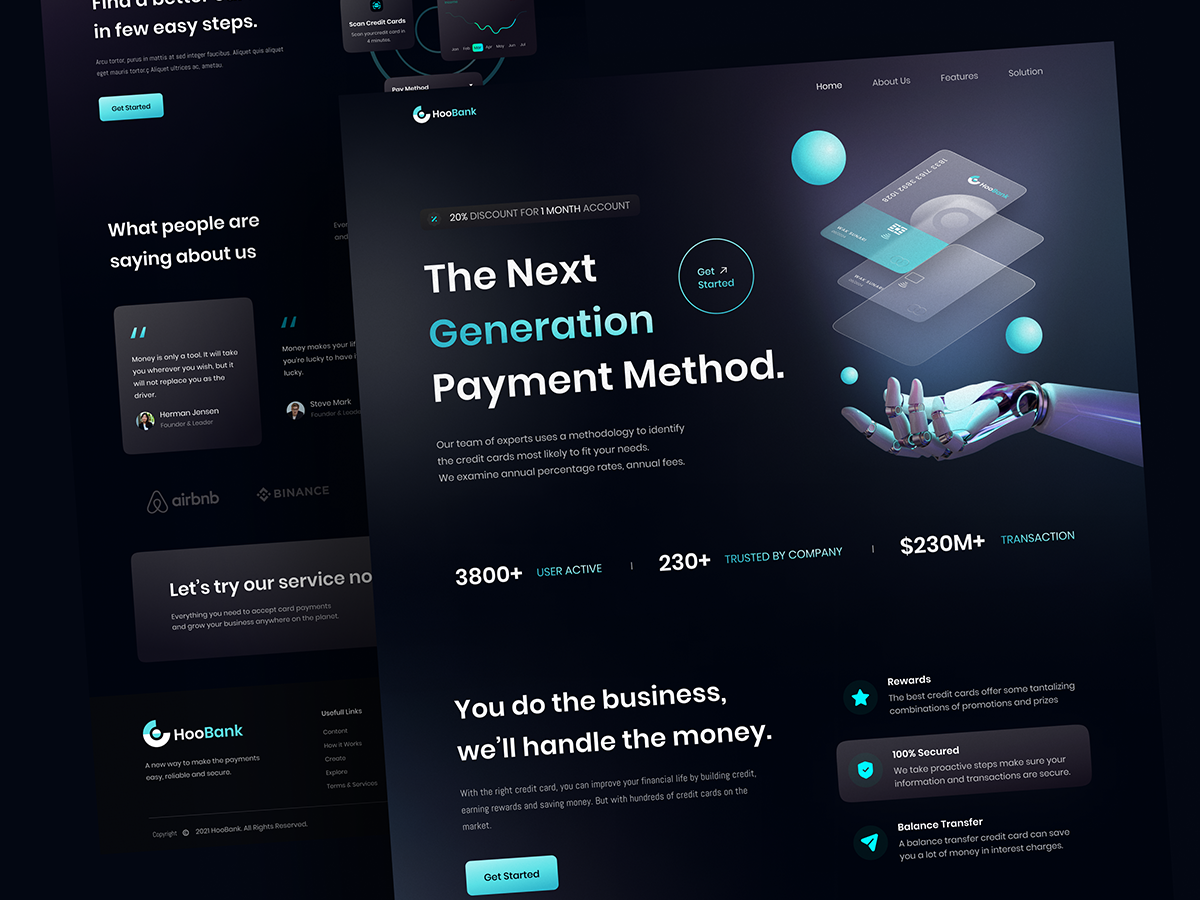 in few easy steps.
Arcu tortor, purus in mattis at sed integer faucibus. Aliquet quis aliquet
eget mauris tortor.ç Aliquet ultrices ac, ametau.
Get Started
Scan Credit Cards
Scan yourcredit card in
4 minutes.
Jan Feb Mar Apr May Jun Jul
Pay Method
What people are
saying about us
Money is only a tool. It will take
you wherever you wish, but it
will not replace you as the
driver.
Herman Jensen
Founder & Leader
Money makes your
you're lucky to have
lucky.
Steve Mark
Founder &
airbnb
BINANCE
Let's try our service
Everything you need to accept card payments
and grow your business anywhere on the planet.
HooBank
A new way to make the payments
easy, reliable and secure.
Usefull Links
Content
How it Works
Create
Explore
Terms & Services
Copyright © 2021 HooBank. All Rights Reserved.
HooBank
Home
About Us
Features
Solution
20% DISCOUNT FOR 1 MONTH ACCOUNT
The Next
Generation
Payment Method.
Get
Started
HooBank
Our team of experts uses a methodology to identify
the credit cards most likely to fit your needs.
We examine annual percentage rates, annual fees.
3800+ USER ACTIVE
230+ TRUSTED BY COMPANY
$230M+ TRANSACTION
You do the business,
we'll handle the money.
With the right credit card, you can improve your financial life by building credit,
earning rewards and saving money. But with hundreds of credit cards on the
market.
Get Started
Rewards
The best credit cards offer some tantalizing
combinations of promotions and prizes
100% Secured
We take proactive steps make sure your
information and transactions are secure.
Balance Transfer
A balance transfer credit card can save
you a lot of money in interest charges.